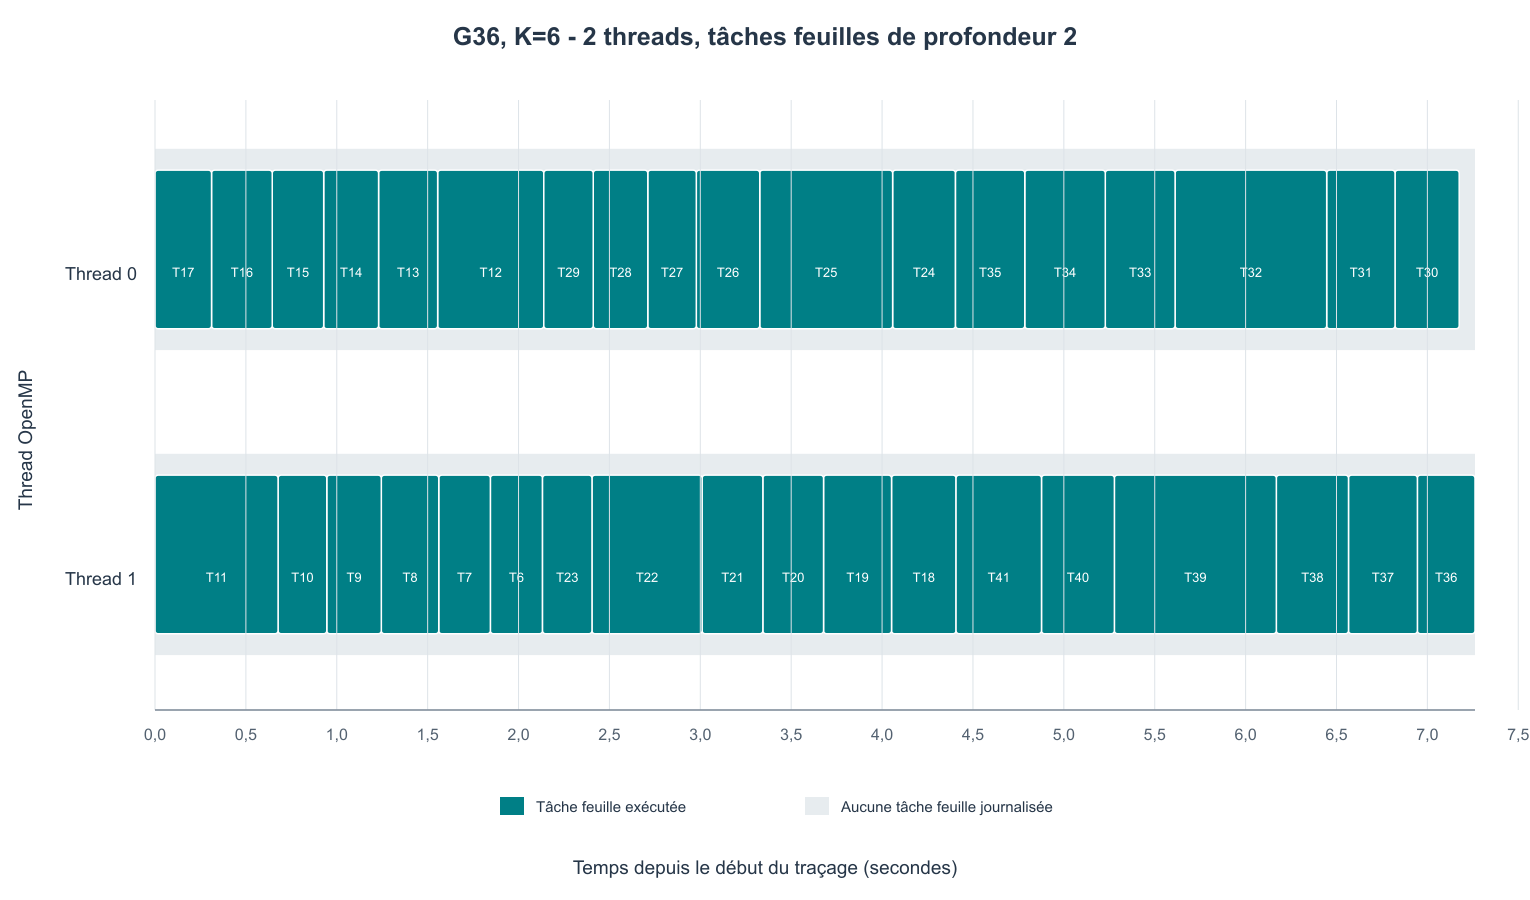 G36, K=6 - 2 threads, tâches feuilles de profondeur 2
Thread OpenMP
Thread 0
T17 T16 T15 T14 T13 T12 T29 T28 T27 T26 T25 T24 T35 T34 T33 T32 T31 T30
Thread 1
T11 T10 T9 T8 T7 T6 T23 T22 T21 T20 T19 T18 T41 T40 T39 T38 T37 T36
0,0 0,5 1,0 1,5 2,0 2,5 3,0 3,5 4,0 4,5 5,0 5,5 6,0 6,5 7,0 7,5
Tâche feuille exécutée Aucune tâche feuille journalisée
Temps depuis le début du traçage (secondes)